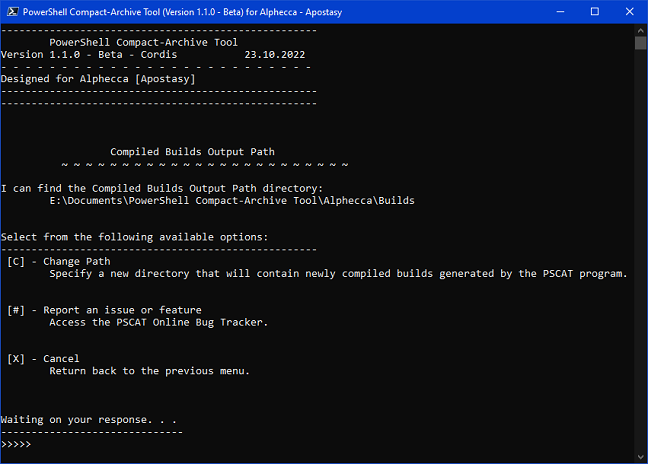 PowerShell Compact-Archive Tool (Version 1.1.0 - Beta) for Alphecca - Apostasy
-----------------------------------------------------
PowerShell Compact-Archive Tool
Version 1.1.0 - Beta - Cordis 23.10.2022
- - - - - - - - - - - - - - - - - - - - - - - - - -
Designed for Alphecca [Apostasy]
-----------------------------------------------------
-----------------------------------------------------
Compiled Builds Output Path
~ ~ ~ ~ ~ ~ ~ ~ ~ ~ ~ ~ ~ ~ ~ ~ ~ ~ ~ ~ ~ ~ ~ ~
I can find the Compiled Builds Output Path directory:
E:\Documents\PowerShell Compact-Archive Tool\Alphecca\Builds
Select from the following available options:
-----------------------------------------------------
[C] - Change Path
Specify a new directory that will contain newly compiled builds generated by the PSCAT program.
[#] - Report an issue or feature
Access the PSCAT Online Bug Tracker.
[X] - Cancel
Return back to the previous menu.
Waiting on your response. . .
------------------------------
>>>>>